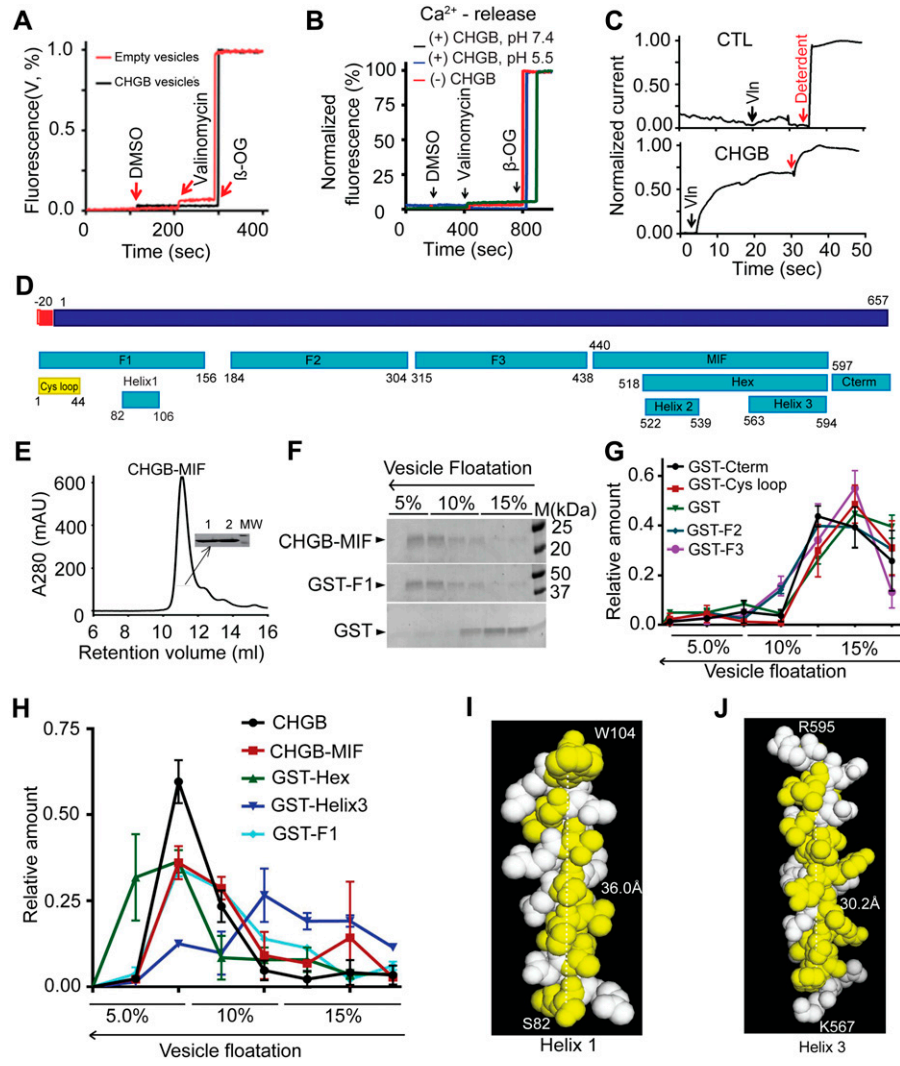 A
Fluorescence(V, %)
1.0
0.5
0.0
Empty vesicles
CHGB vesicles
DMSO
Valinomycin
ß-OG
0
200
400
Time (sec)
B
Ca²⁺ - release
(+) CHGB, pH 7.4
(+) CHGB, pH 5.5
(-) CHGB
Normalized
fluorescence (%)
100
75
50
25
0
DMSO
Valinomycin
β-OG
0
400
800
Time (sec)
C
Normalized current
1.00
0.50
0.00
CTL
Vln
Deterdent
1.00
0.50
0.00
CHGB
Vln
0 10 20 30 40 50
Time (sec)
D
-20 1 657
440
F1 F2 F3 MIF
156 184 304 315 438 597
Cys loop Helix1 518 Hex Cterm
1 44
82 106
Helix 2 Helix 3
522 539 563 594
E
CHGB-MIF
A280 (mAU)
600
400
200
0
1 2 MW
6 8 10 12 14 16
Retention volume (ml)
F
Vesicle Floatation
5% 10% 15% M(kDa)
CHGB-MIF
25
20
GST-F1
50
37
GST
G
GST-Cterm
GST-Cys loop
GST
GST-F2
GST-F3
Relative amount
0.6
0.4
0.2
0.0
5.0% 10% 15%
Vesicle floatation
H
CHGB
CHGB-MIF
GST-Hex
GST-Helix3
GST-F1
Relative amount
0.75
0.50
0.25
0.00
5.0% 10% 15%
Vesicle floatation
I
W104
36.0Å
S82
Helix 1
J
R595
30.2Å
K567
Helix 3